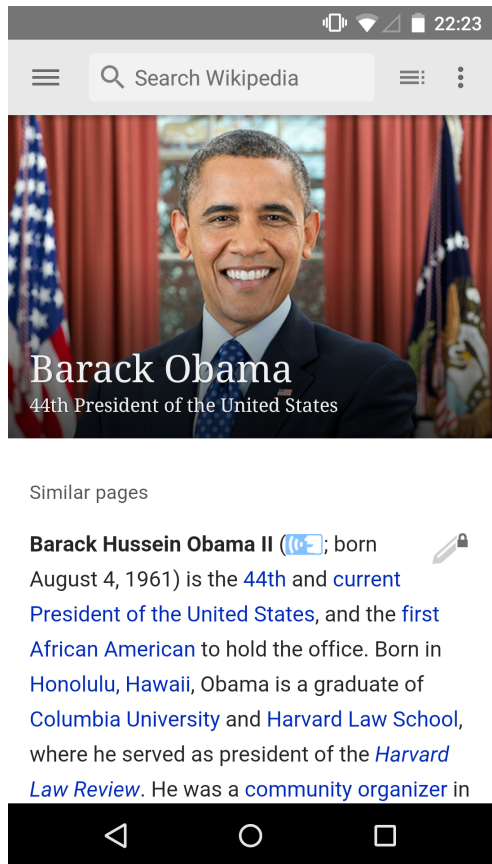 22:23
Search Wikipedia
Barack Obama
44th President of the United States
Similar pages
Barack Hussein Obama II (; born
August 4, 1961) is the 44th and current
President of the United States, and the first
African American to hold the office. Born in
Honolulu, Hawaii, Obama is a graduate of
Columbia University and Harvard Law School,
where he served as president of the Harvard
Law Review. He was a community organizer in